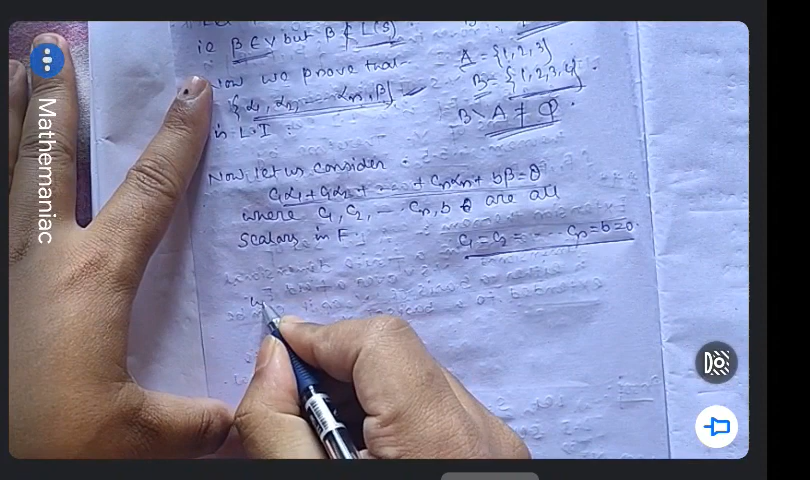 ie β ∈ V but β ∉ L(S)
Now we prove that
{α1, α2, ---- αn, β}
is L.I
A = {1, 2, 3}
B = {1, 2, 3, 4}.
B \ A ≠ φ.
Now let us consider.
C1α1 + C2α2 + ---- + Cnαn + bβ = θ
where C1, C2, --- Cn, b are all
scalars in F.
C1 = C2 = ---- Cn = b = 0.
Mathemaniac